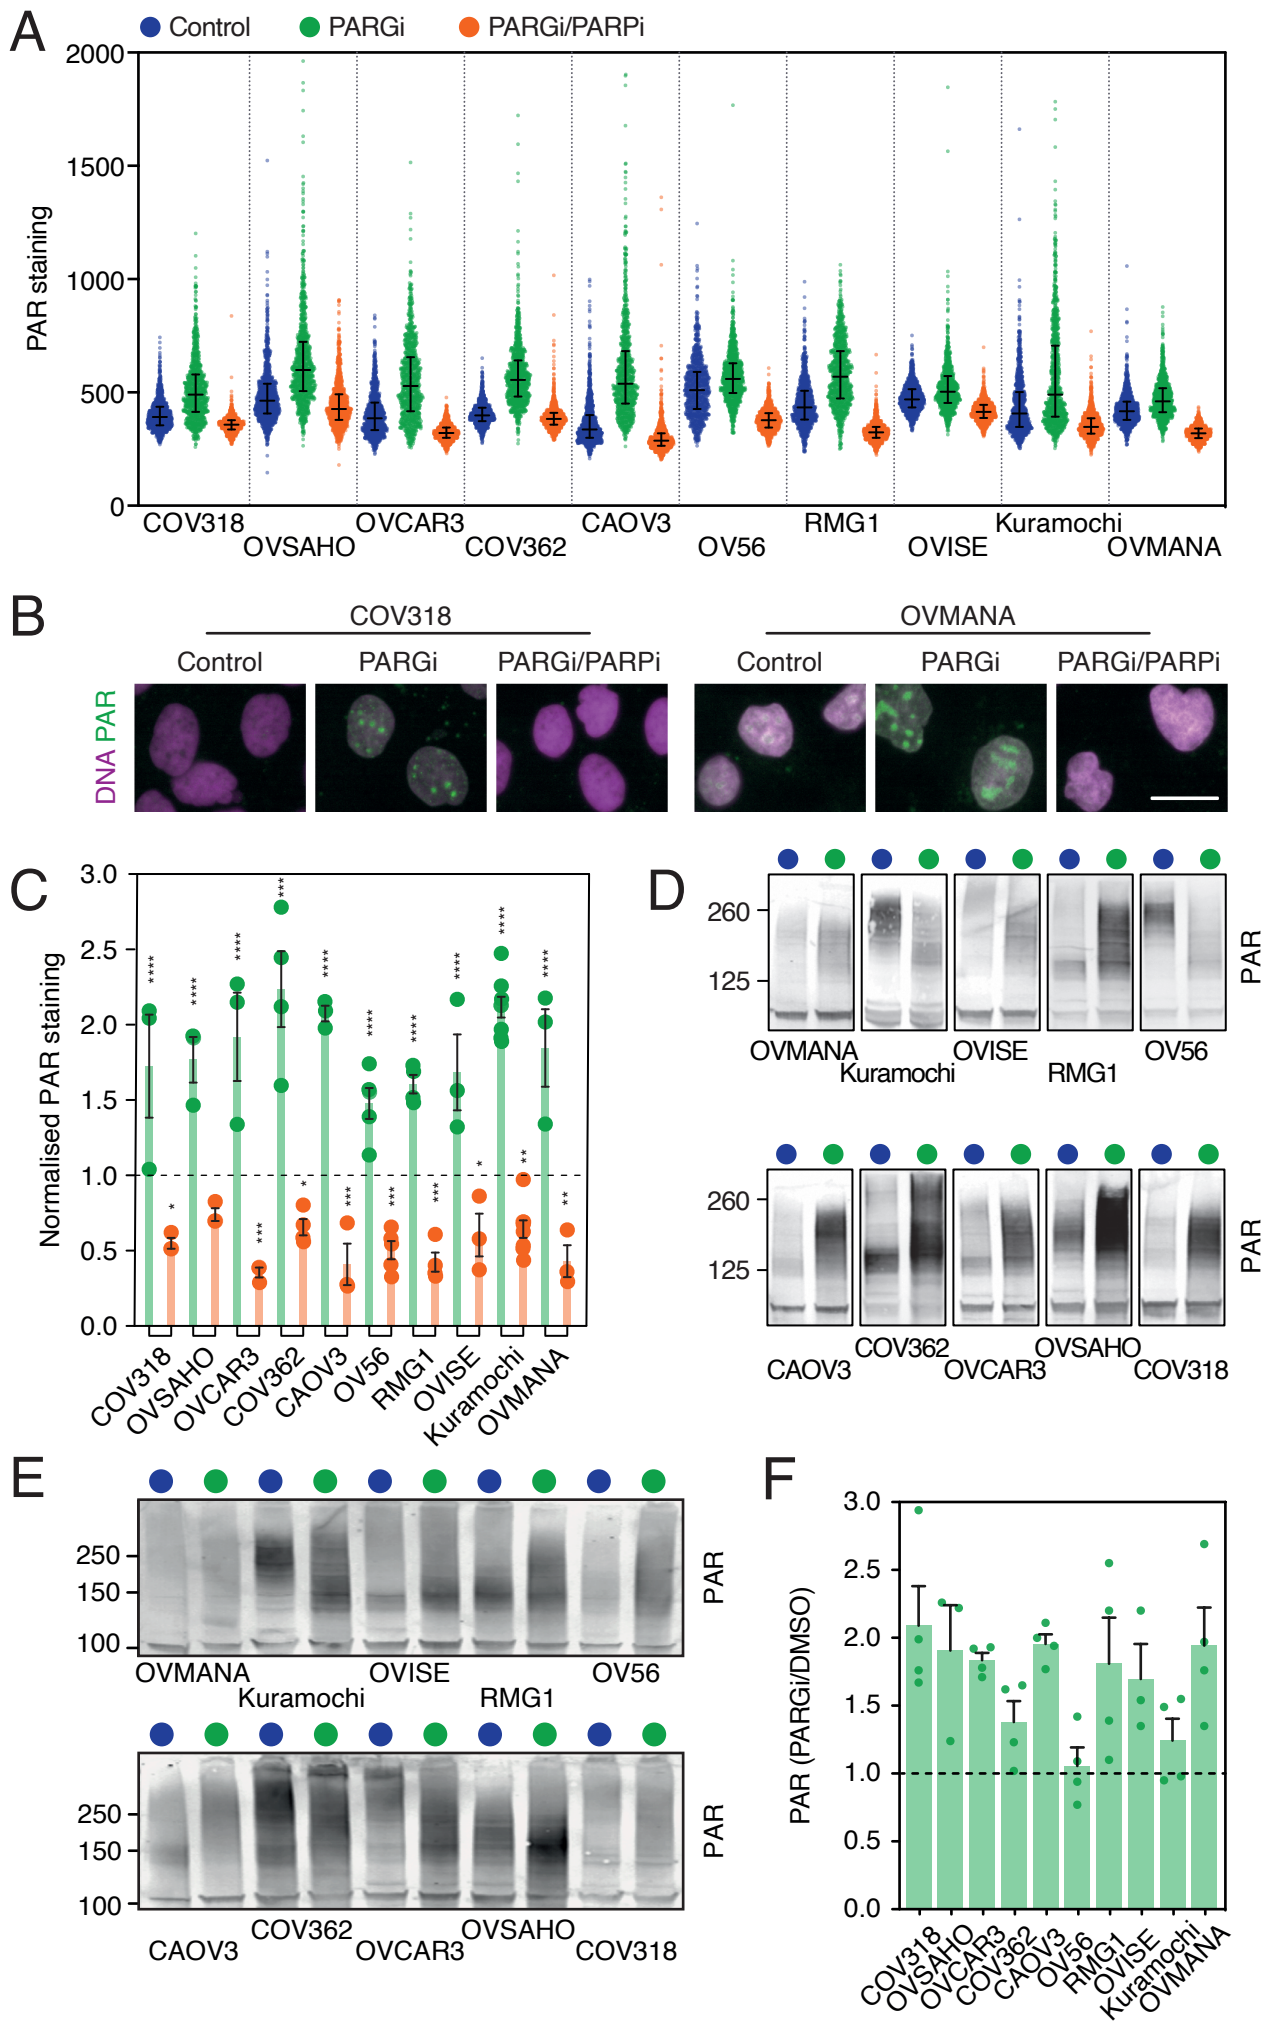 A
Control PARGi PARGi/PARPi
PAR staining
2000
1500
1000
500
0
COV318 OVSAHO OVCAR3 COV362 CAOV3 OV56 RMG1 OVISE Kuramochi OVMANA
B
COV318 OVMANA
Control PARGi PARGi/PARPi Control PARGi PARGi/PARPi
DNA PAR
C
Normalised PAR staining
3.0
2.5
2.0
1.5
1.0
0.5
0.0
**** **** **** *** **** **** **** **** **** ****
* *** * *** *** *** * ** **
COV318 OVSAHO OVCAR3 COV362 CAOV3 OV56 RMG1 OVISE Kuramochi OVMANA
D
260
125
PAR
OVMANA Kuramochi OVISE RMG1 OV56
260
125
PAR
CAOV3 COV362 OVCAR3 OVSAHO COV318
E
250
150
100
PAR
OVMANA Kuramochi OVISE RMG1 OV56
250
150
100
PAR
CAOV3 COV362 OVCAR3 OVSAHO COV318
F
PAR (PARGi/DMSO)
3.0
2.5
2.0
1.5
1.0
0.5
0.0
COV318 OVSAHO OVCAR3 COV362 CAOV3 OV56 RMG1 OVISE Kuramochi OVMANA